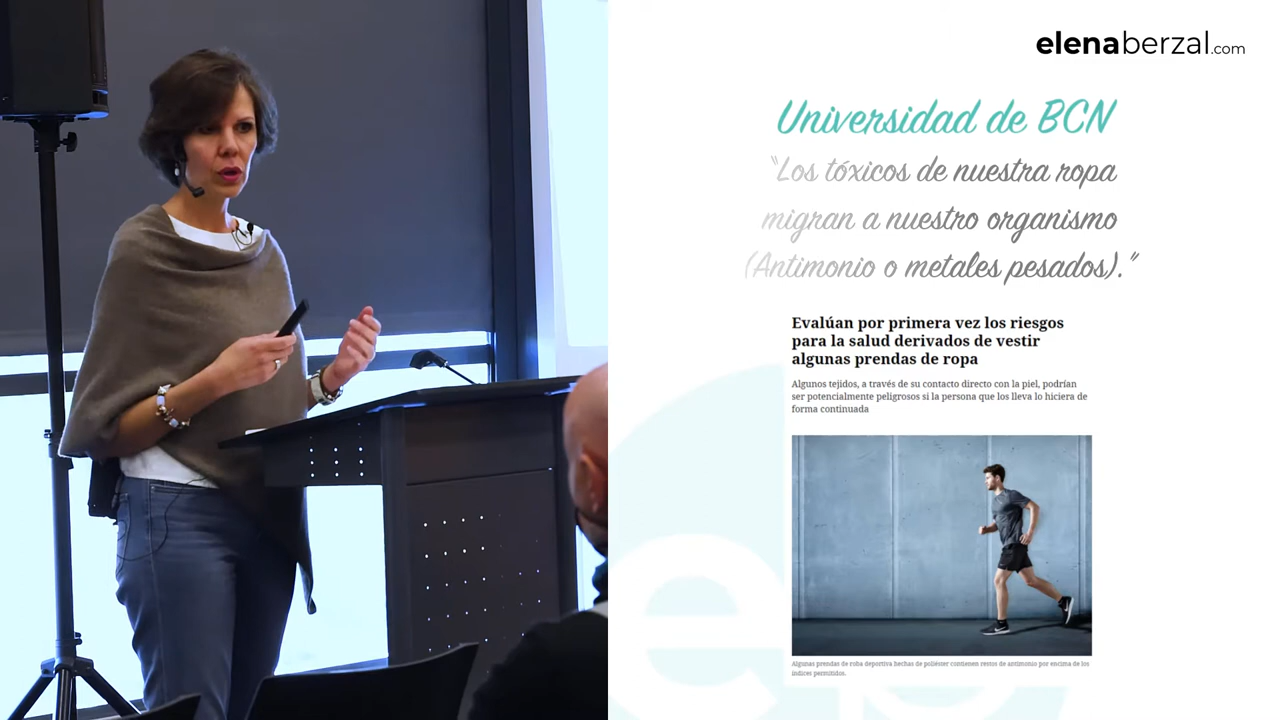 elenaberzal.com
Universidad de BCN
“Los tóxicos de nuestra ropa
migran a nuestro organismo
(Antimonio o metales pesados).”
Evalúan por primera vez los riesgos
para la salud derivados de vestir
algunas prendas de ropa
Algunos tejidos, a través de su contacto directo con la piel, podrían
ser potencialmente peligrosos si la persona que los lleva lo hiciera de
forma continuada
Algunas prendas de roba deportiva hechas de poliéster contienen restos de antimonio por encima de los
índices permitidos.